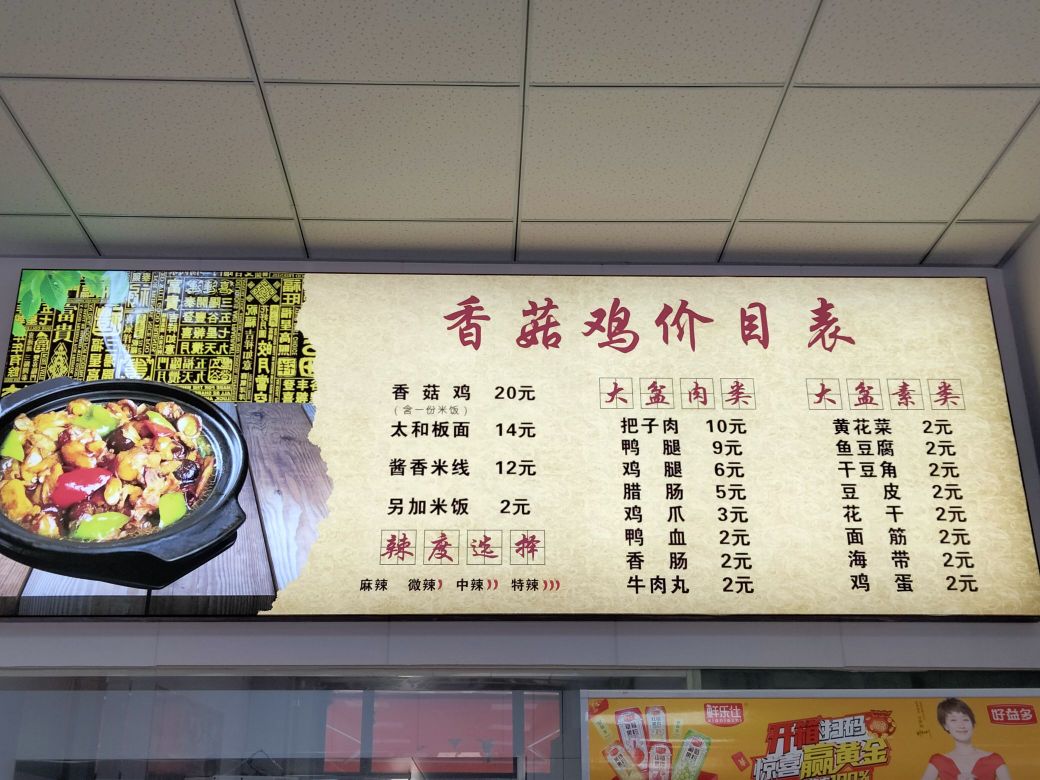 香菇鸡价目表
香菇鸡 20元
（含一份米饭）
太和板面 14元
酱香米线 12元
另加米饭 2元
辣度选择
麻辣 微辣 中辣 特辣
大盆肉类
把子肉 10元
鸭腿 9元
鸡腿 6元
腊肠 5元
鸡爪 3元
鸭血 2元
香肠 2元
牛肉丸 2元
大盆素类
黄花菜 2元
鱼豆腐 2元
干豆角 2元
豆皮 2元
花干 2元
面筋 2元
海带 2元
鸡蛋 2元
富貴
鲜乐仕
开箱扫码
惊喜赢黄金
100%
好益多